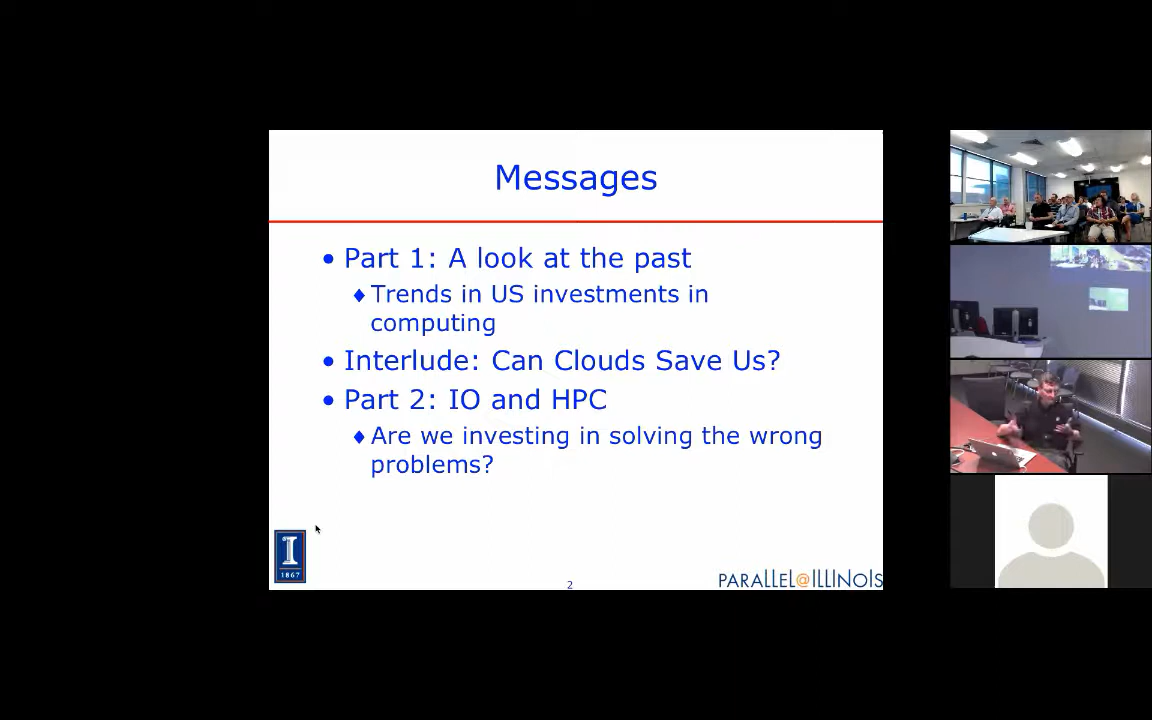 Messages
• Part 1: A look at the past
♦Trends in US investments in
computing
• Interlude: Can Clouds Save Us?
• Part 2: IO and HPC
♦Are we investing in solving the wrong
problems?
I
1867
2
PARALLEL@ILLINOIS